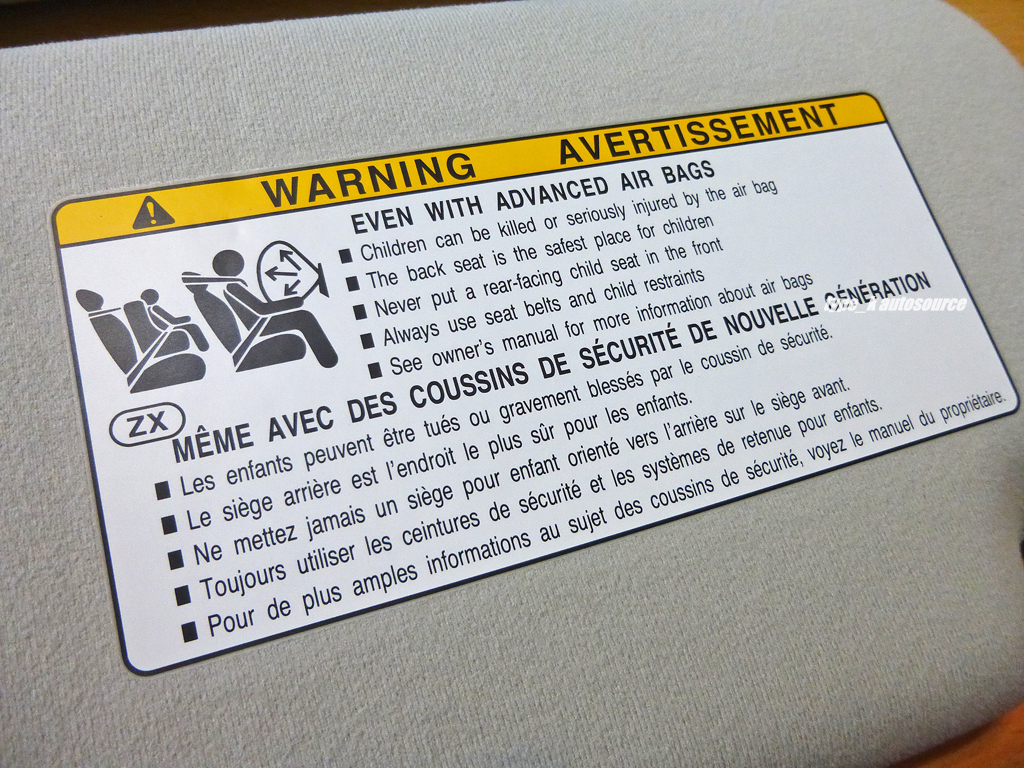 WARNING AVERTISSEMENT
EVEN WITH ADVANCED AIR BAGS
■ Children can be killed or seriously injured by the air bag
■ The back seat is the safest place for children
■ Never put a rear-facing child seat in the front
■ Always use seat belts and child restraints
■ See owner's manual for more information about air bags
ZX
MÊME AVEC DES COUSSINS DE SÉCURITÉ DE NOUVELLE GÉNÉRATION
autosource
■ Les enfants peuvent être tués ou gravement blessés par le coussin de sécurité.
■ Le siège arrière est l'endroit le plus sûr pour les enfants.
■ Ne mettez jamais un siège pour enfant orienté vers l'arrière sur le siège avant.
■ Toujours utiliser les ceintures de sécurité et les systèmes de retenue pour enfants.
■ Pour de plus amples informations au sujet des coussins de sécurité, voyez le manuel du propriétaire.